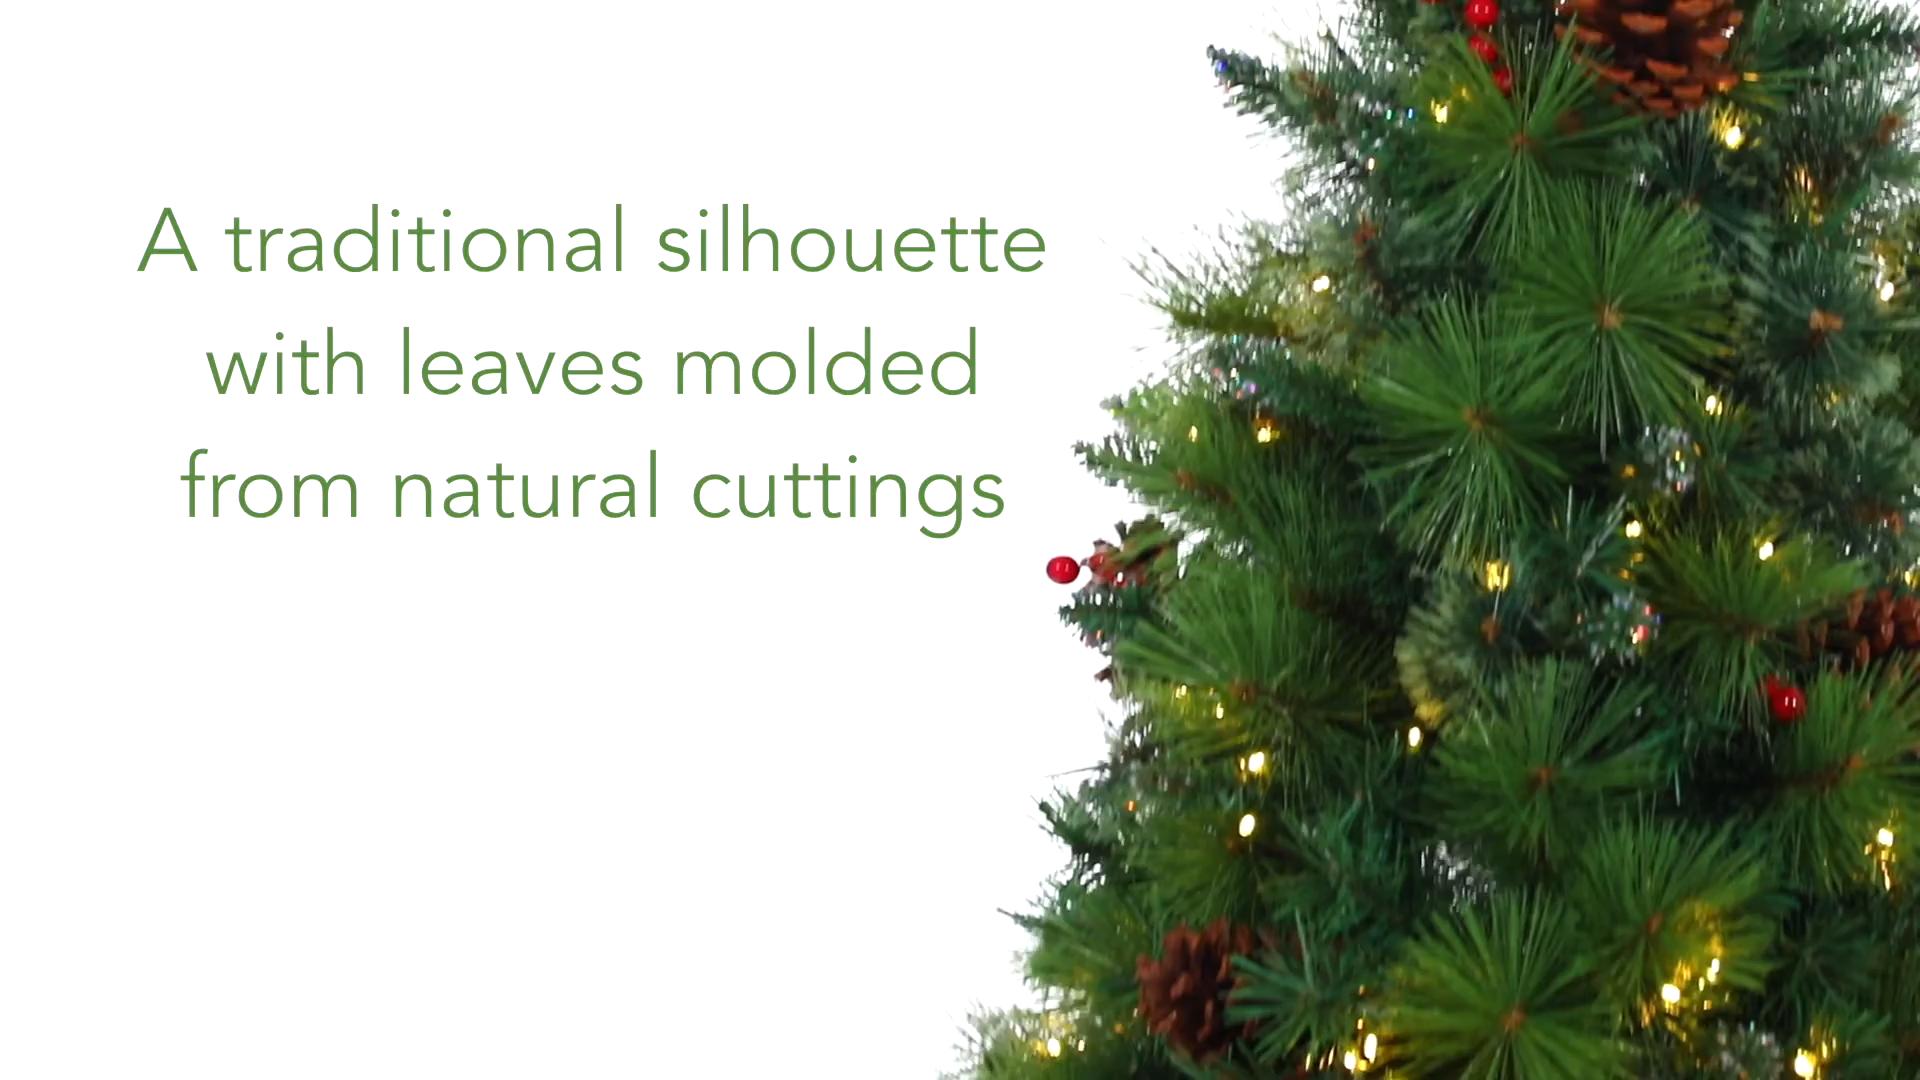 A traditional silhouette
with leaves molded
from natural cuttings